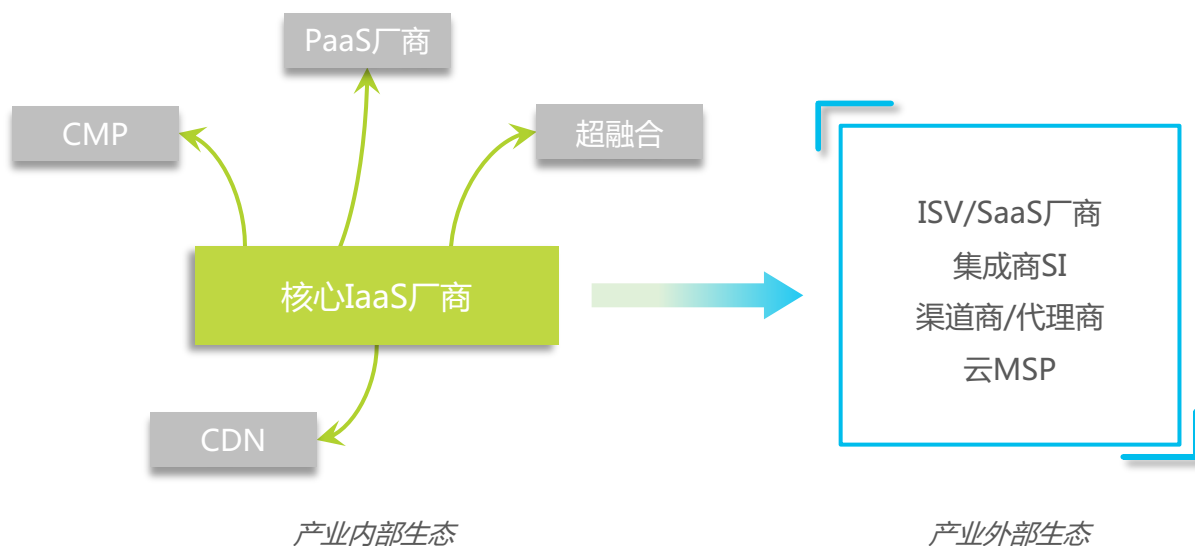 PaaS厂商
CMP
超融合
核心IaaS厂商
CDN
产业内部生态
ISV/SaaS厂商
集成商SI
渠道商/代理商
云MSP
产业外部生态